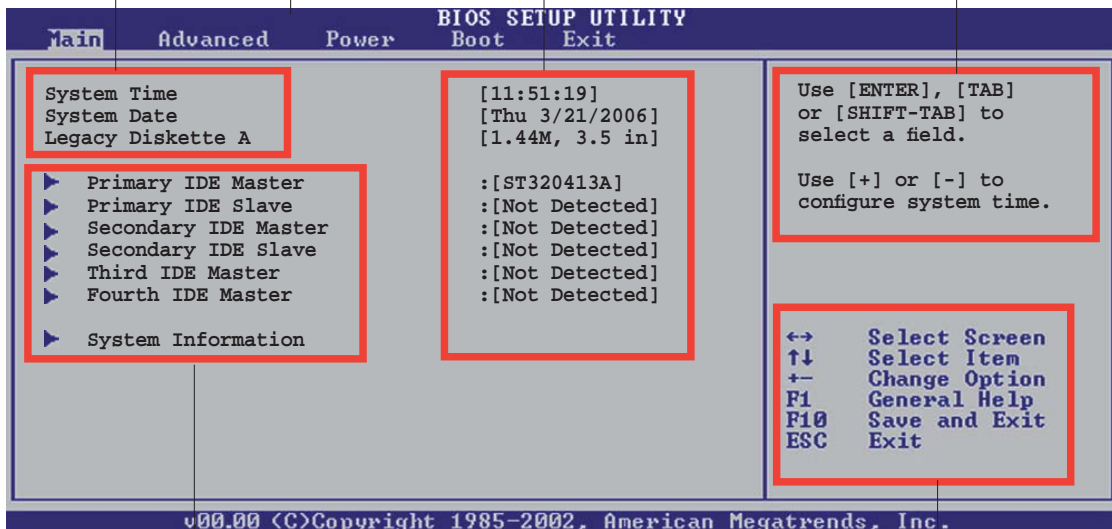 BIOS SETUP UTILITY
Main Advanced Power Boot Exit
System Time [11:51:19]
System Date [Thu 3/21/2006]
Legacy Diskette A [1.44M, 3.5 in]
Primary IDE Master :[ST320413A]
Primary IDE Slave :[Not Detected]
Secondary IDE Master :[Not Detected]
Secondary IDE Slave :[Not Detected]
Third IDE Master :[Not Detected]
Fourth IDE Master :[Not Detected]
System Information
Use [ENTER], [TAB]
or [SHIFT-TAB] to
select a field.
Use [+] or [-] to
configure system time.
←→ Select Screen
↑↓ Select Item
+- Change Option
F1 General Help
F10 Save and Exit
ESC Exit
v00.00 (C)Copyright 1985-2002, American Megatrends, Inc.